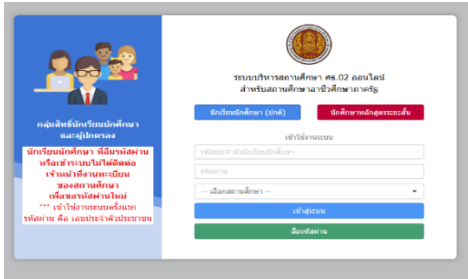 กลุ่มสิทธิ์นักเรียนนักศึกษา
และผู้ปกครอง
นักเรียนนักศึกษา ที่ลืมรหัสผ่าน
หรือเข้าระบบไม่ได้ติดต่อ
เจ้าหน้าที่งานทะเบียน
ของสถานศึกษา
เพื่อขอรหัสผ่านใหม่
*** เข้าใช้งานระบบครั้งแรก
รหัสผ่าน คือ เลขประจำตัวประชาชน
ระบบบริหารสถานศึกษา ศธ.02 ออนไลน์
สำหรับสถานศึกษาอาชีวศึกษาภาครัฐ
นักเรียนนักศึกษา (ปกติ)
นักศึกษาหลักสูตรระยะสั้น
เข้าใช้งานระบบ
รหัสประจำตัวนักเรียนนักศึกษา
รหัสผ่าน
-- เลือกสถานศึกษา --
เข้าสู่ระบบ
ลืมรหัสผ่าน